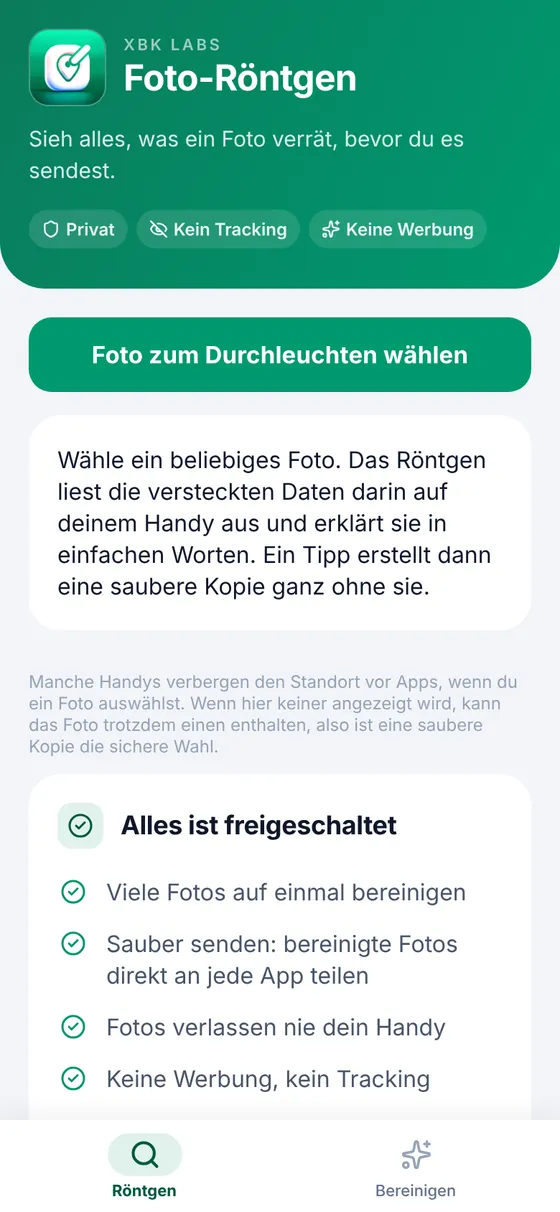 XBK LABS
Foto-Röntgen
Sieh alles, was ein Foto verrät, bevor du es
sendest.
Privat
Kein Tracking
Keine Werbung
Foto zum Durchleuchten wählen
Wähle ein beliebiges Foto. Das Röntgen
liest die versteckten Daten darin auf
deinem Handy aus und erklärt sie in
einfachen Worten. Ein Tipp erstellt dann
eine saubere Kopie ganz ohne sie.
Manche Handys verbergen den Standort vor Apps, wenn du
ein Foto auswählst. Wenn hier keiner angezeigt wird, kann
das Foto trotzdem einen enthalten, also ist eine saubere
Kopie die sichere Wahl.
Alles ist freigeschaltet
Viele Fotos auf einmal bereinigen
Sauber senden: bereinigte Fotos
direkt an jede App teilen
Fotos verlassen nie dein Handy
Keine Werbung, kein Tracking
Röntgen
Bereinigen